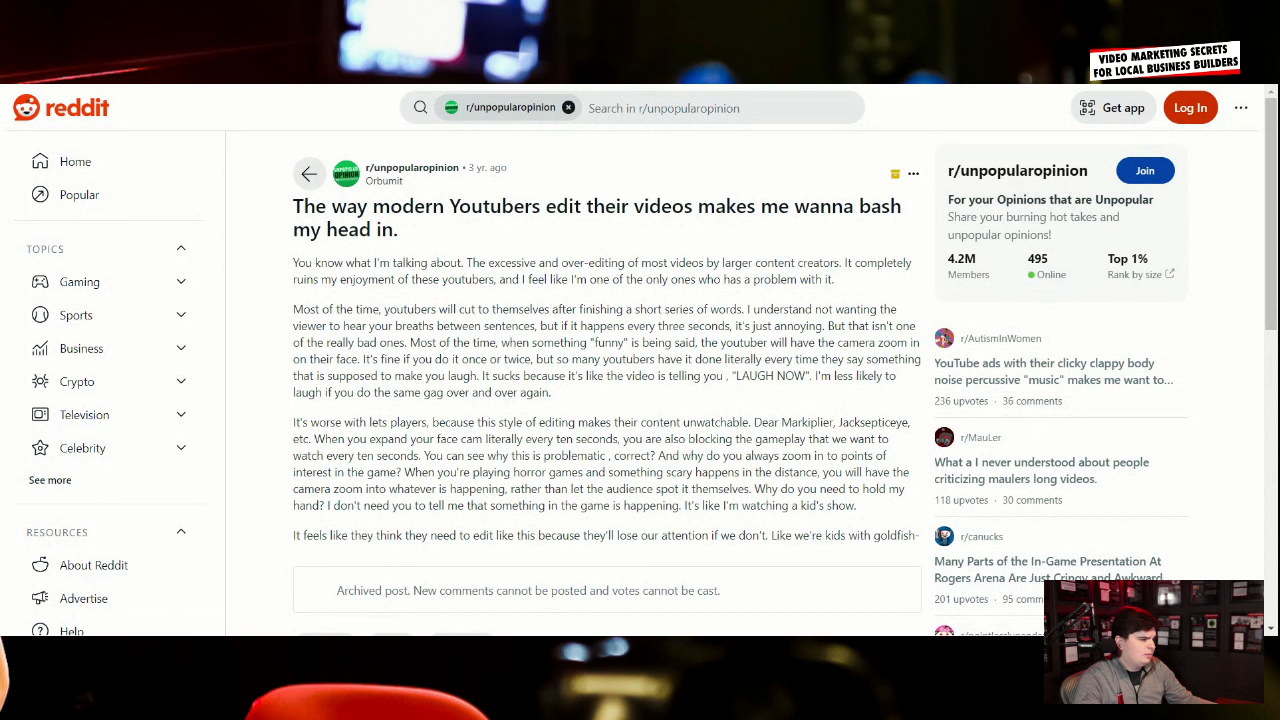 VIDEO MARKETING SECRETS
FOR LOCAL BUSINESS BUILDERS
reddit
r/unpopularopinion
Search in r/unpopularopinion
Get app
Log In
Home
Popular
TOPICS
Gaming
Sports
Business
Crypto
Television
Celebrity
See more
RESOURCES
About Reddit
Advertise
Help
r/unpopularopinion • 3 yr. ago
Orbumit
The way modern Youtubers edit their videos makes me wanna bash
my head in.
You know what I'm talking about. The excessive and over-editing of most videos by larger content creators. It completely
ruins my enjoyment of these youtubers, and I feel like I'm one of the only ones who has a problem with it.
Most of the time, youtubers will cut to themselves after finishing a short series of words. I understand not wanting the
viewer to hear your breaths between sentences, but if it happens every three seconds, it's just annoying. But that isn't one
of the really bad ones. Most of the time, when something "funny" is being said, the youtuber will have the camera zoom in
on their face. It's fine if you do it once or twice, but so many youtubers have it done literally every time they say something
that is supposed to make you laugh. It sucks because it's like the video is telling you , "LAUGH NOW". I'm less likely to
laugh if you do the same gag over and over again.
It's worse with lets players, because this style of editing makes their content unwatchable. Dear Markiplier, Jacksepticeye,
etc. When you expand your face cam literally every ten seconds, you are also blocking the gameplay that we want to
watch every ten seconds. You can see why this is problematic , correct? And why do you always zoom in to points of
interest in the game? When you're playing horror games and something scary happens in the distance, you will have the
camera zoom into whatever is happening, rather than let the audience spot it themselves. Why do you need to hold my
hand? I don't need you to tell me that something in the game is happening. It's like I'm watching a kid's show.
It feels like they think they need to edit like this because they'll lose our attention if we don't. Like we're kids with goldfish-
Archived post. New comments cannot be posted and votes cannot be cast.
r/unpopularopinion
Join
For your Opinions that are Unpopular
Share your burning hot takes and
unpopular opinions!
4.2M 495 Top 1%
Members Online Rank by size
r/AutismInWomen
YouTube ads with their clicky clappy body
noise percussive "music" makes me want to...
236 upvotes · 36 comments
r/MauLer
What a I never understood about people
criticizing maulers long videos.
118 upvotes · 30 comments
r/canucks
Many Parts of the In-Game Presentation At
Rogers Arena Are Just Cringy and Awkward
201 upvotes · 95 comm